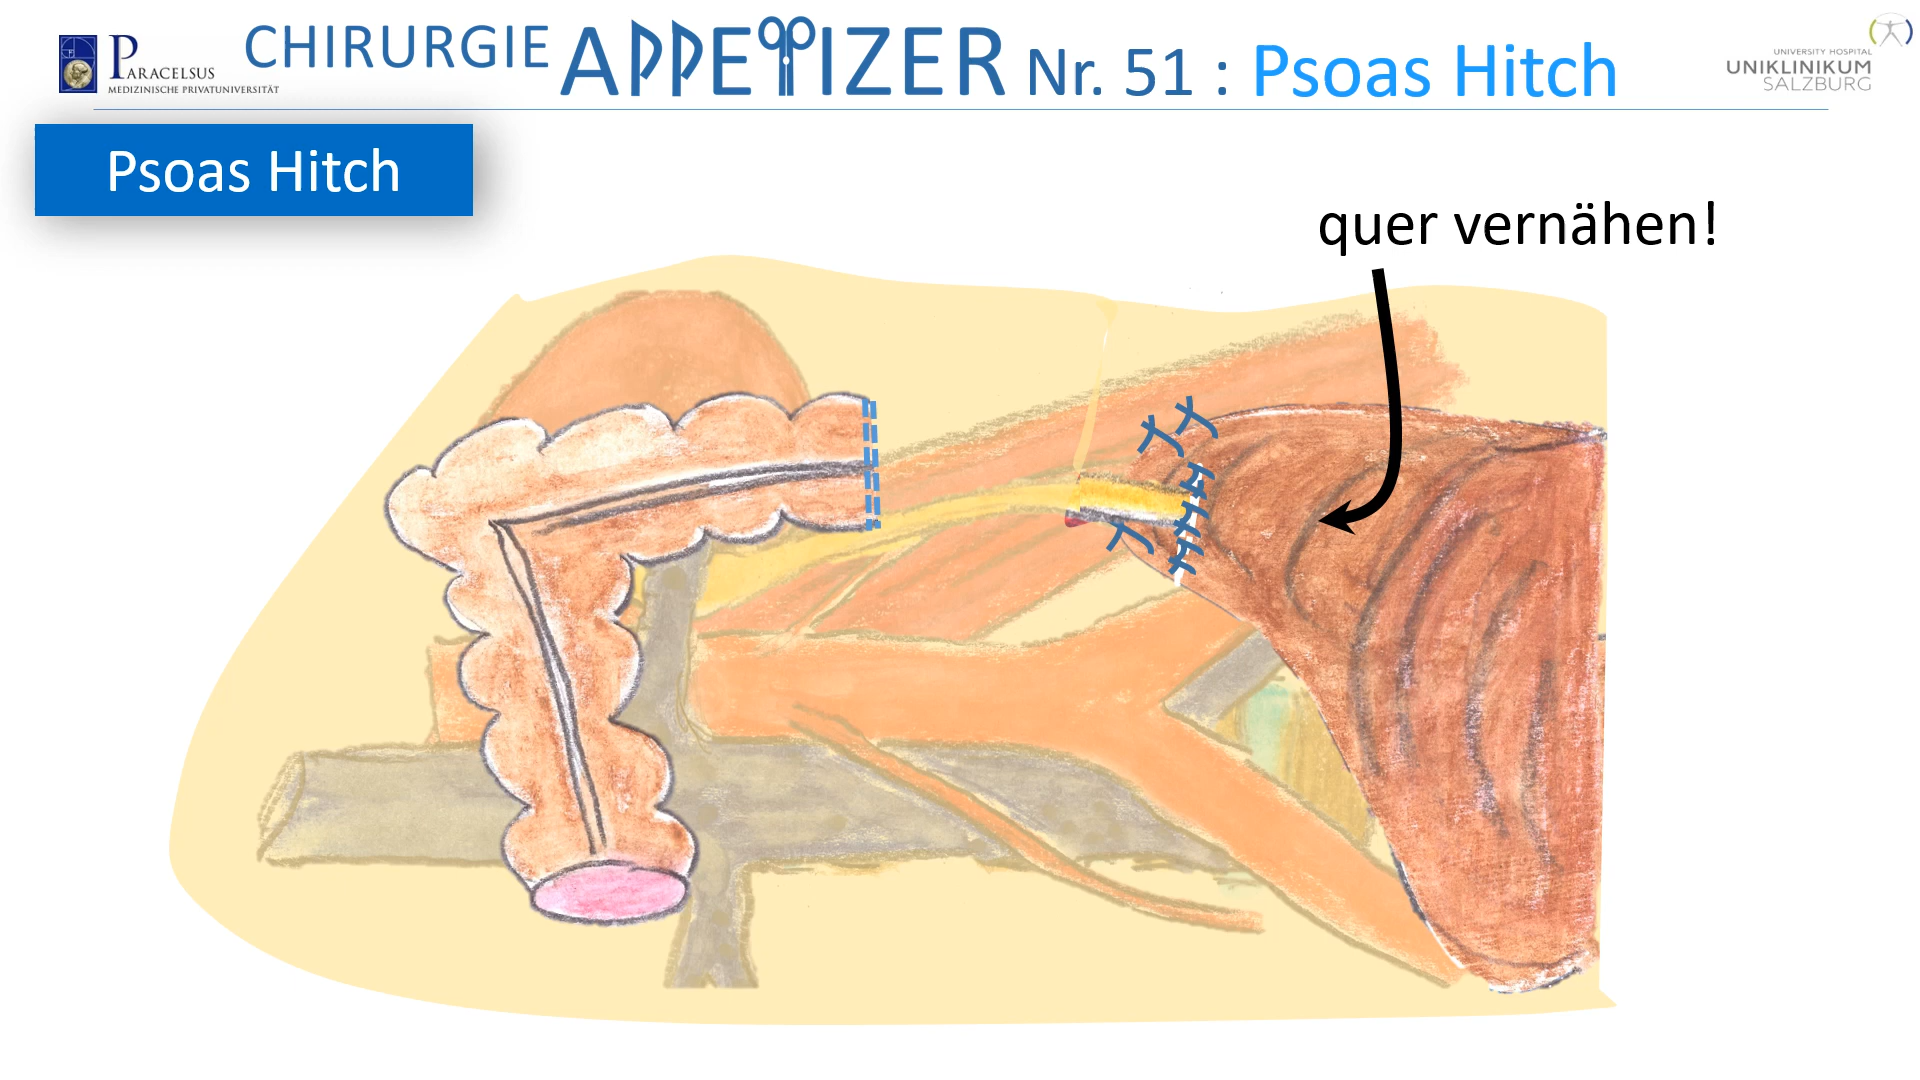 PARACELSUS
MEDIZINISCHE PRIVATUNIVERSITÄT
CHIRURGIE APPETIZER Nr. 51 : Psoas Hitch
UNIVERSITY HOSPITAL
UNIKLINIKUM
SALZBURG
Psoas Hitch
quer vernähen!